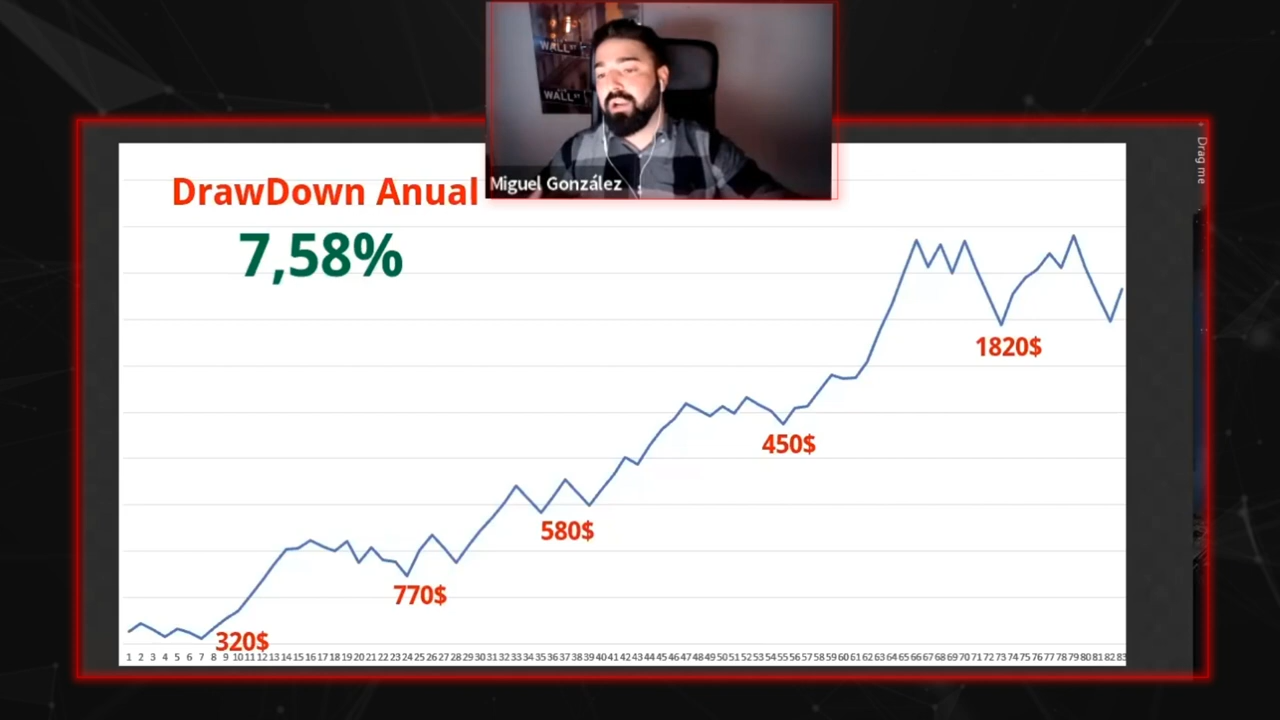 WALL ST
WALL ST
Miguel González
Drag me
DrawDown Anual
7,58%
1820$
450$
580$
770$
320$
1 2 3 4 5 6 7 8 9 10 11 12 13 14 15 16 17 18 19 20 21 22 23 24 25 26 27 28 29 30 31 32 33 34 35 36 37 38 39 40 41 42 43 44 45 46 47 48 49 50 51 52 53 54 55 56 57 58 59 60 61 62 63 64 65 66 67 68 69 70 71 72 73 74 75 76 77 78 79 80 81 82 83